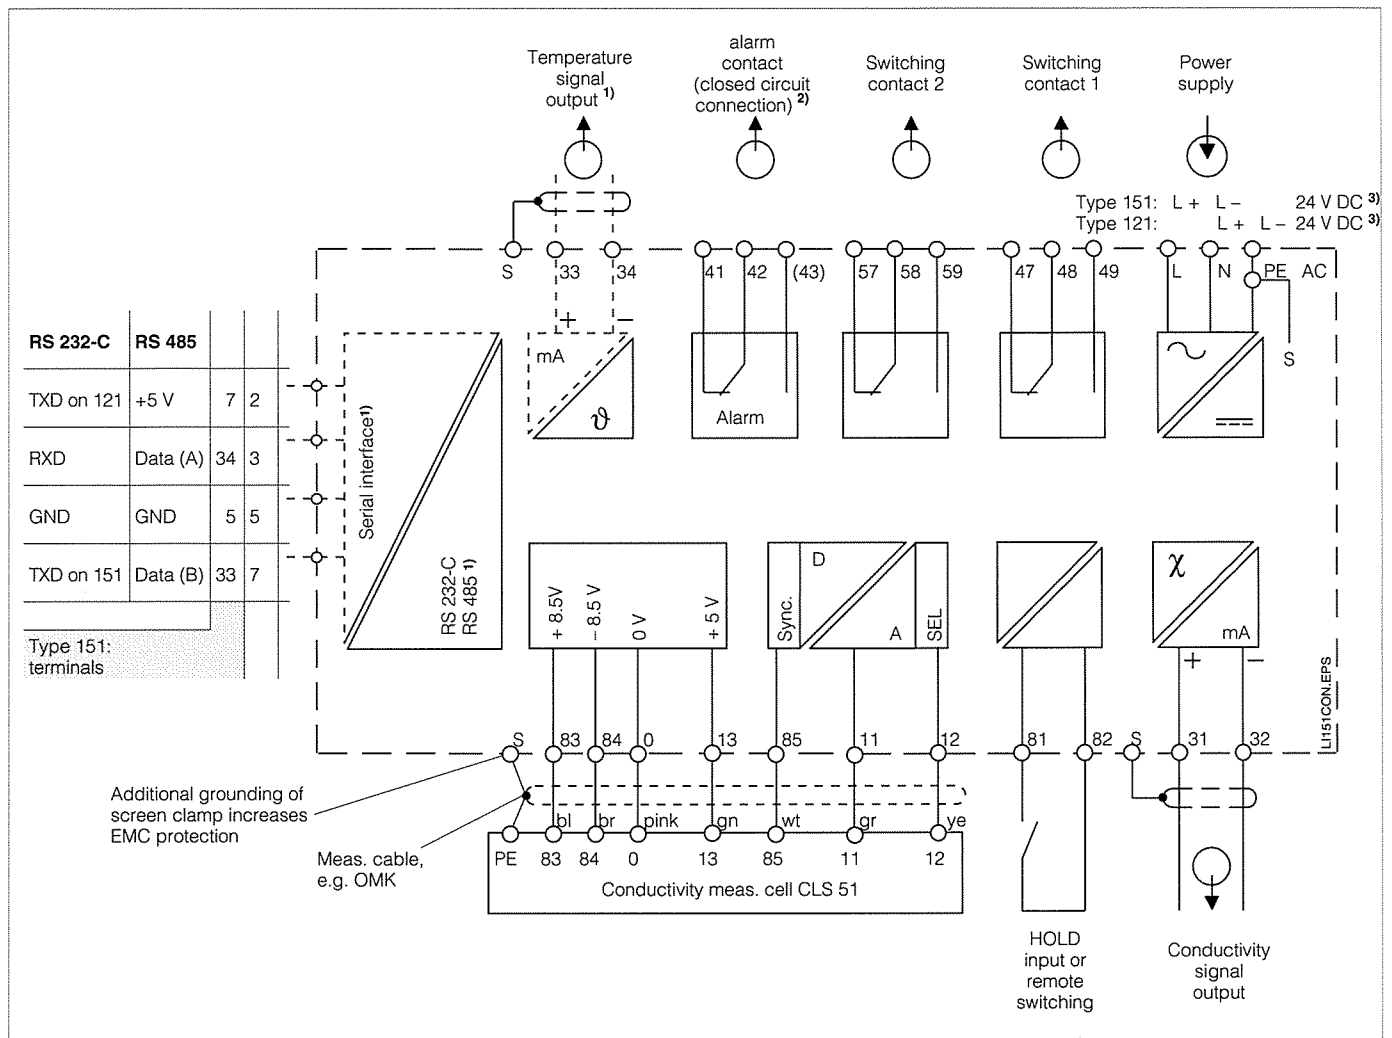 Temperature
signal
output 1)
alarm
contact
(closed circuit
connection) 2)
Switching
contact 2
Switching
contact 1
Power
supply
Type 151: L + L – 24 V DC 3)
Type 121: L + L – 24 V DC 3)
S 33 34 41 42 (43) 57 58 59 47 48 49 L N PE AC
S
+ –
mA
ϑ
Alarm
RS 232-C RS 485
TXD on 121 +5 V 7 2
RXD Data (A) 34 3
GND GND 5 5
TXD on 151 Data (B) 33 7
Type 151:
terminals
Serial interface 1)
RS 232-C
RS 485 1)
+ 8.5V
– 8.5 V
0 V
+ 5 V
Sync.
D
A
SEL
χ
mA
+ –
LI151CON.EPS
S 83 84 0 13 85 11 12 81 82 S 31 32
Additional grounding of
screen clamp increases
EMC protection
Meas. cable,
e.g. OMK
bl br pink gn wt gr ye
PE 83 84 0 13 85 11 12
Conductivity meas. cell CLS 51
HOLD
input or
remote
switching
Conductivity
signal
output